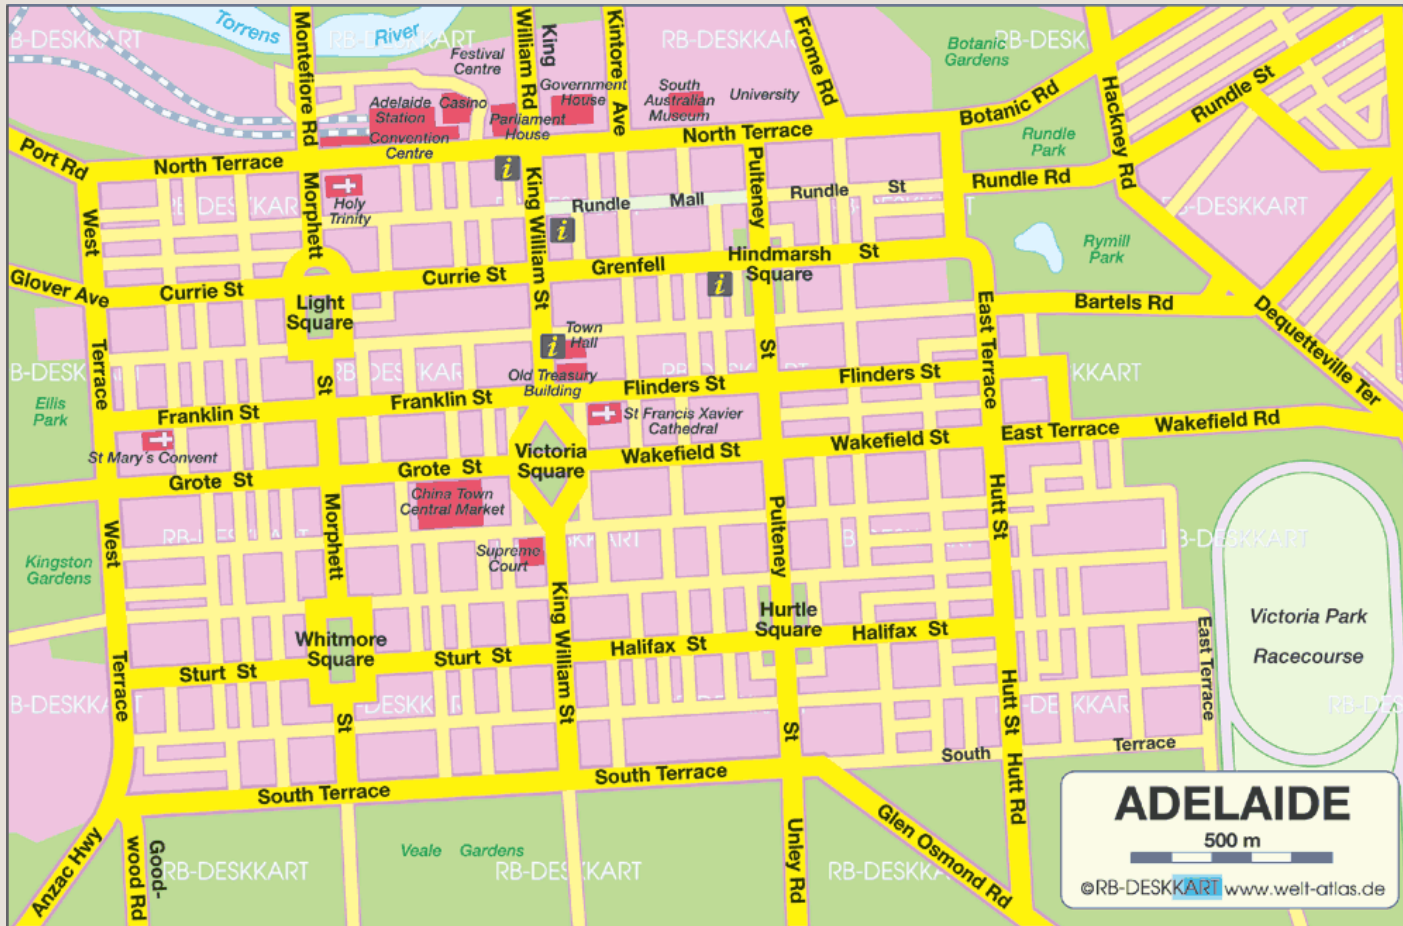 Torrens
River
Festival
Centre
Botanic
Gardens
Montefiore Rd
King
William Rd
Kintore
Ave
Frome Rd
Hackney Rd
Rundle St
Adelaide
Station
Casino
Government
House
Parliament
House
South
Australian
Museum
University
Convention
Centre
Botanic Rd
Rundle
Park
Port Rd
North Terrace
North Terrace
Rundle Rd
Holy
Trinity
Rundle
Mall
Rundle
St
Morphett
King William St
Pulteney
Rymill
Park
West
Glover Ave
Currie St
Currie St
Grenfell
Hindmarsh
Square
St
Light
Square
Bartels Rd
East Terrace
Dequetteville Ter
Town
Hall
St
Terrace
St
Old Treasury
Building
Flinders St
Flinders St
Ellis
Park
Franklin St
Franklin St
St Francis Xavier
Cathedral
East Terrace
Wakefield Rd
St Mary's Convent
Victoria
Square
Wakefield St
Wakefield St
Grote St
Grote St
China Town
Central Market
Morphett
Pulteney
Hutt St
West
Supreme
Court
Kingston
Gardens
King William St
Hurtle
Square
Halifax St
Halifax St
Victoria Park
Racecourse
East Terrace
Whitmore
Square
Sturt St
Sturt St
Terrace
St
St
Hutt St
South
Terrace
South Terrace
South Terrace
Hutt Rd
Anzac Hwy
Good-
wood Rd
Veale Gardens
Unley Rd
Glen Osmond Rd
ADELAIDE
500 m
©RB-DESKKART www.welt-atlas.de
B-DESKKART
RB-DESKKART
RB-DESKKART
RB-DESKKART